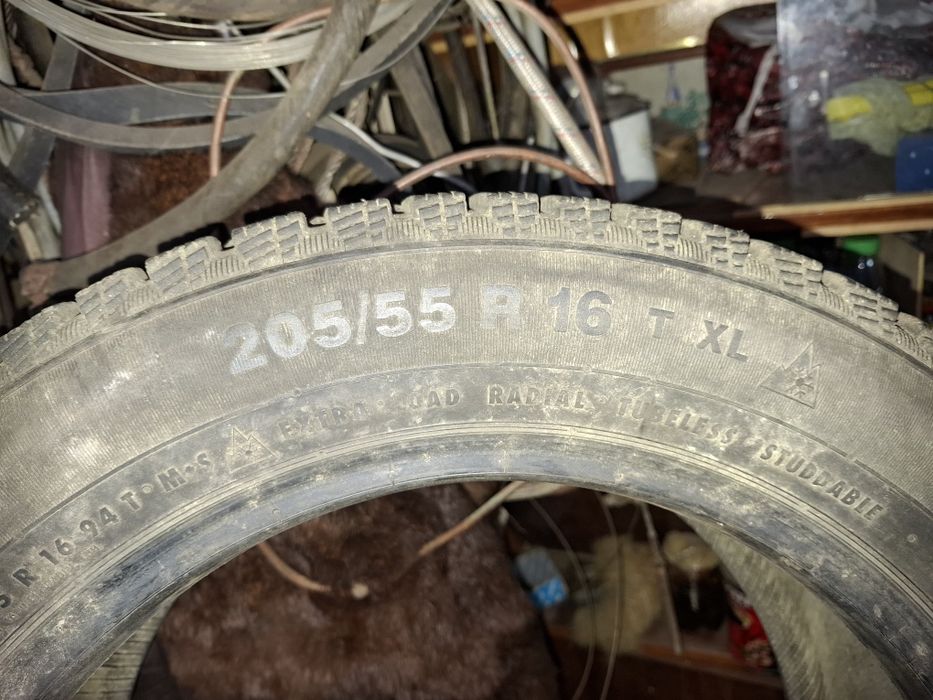 205/55 R 16 T XL
R 16 94 T • M•S EXTRA LOAD RADIAL TUBELESS • STUDDABLE